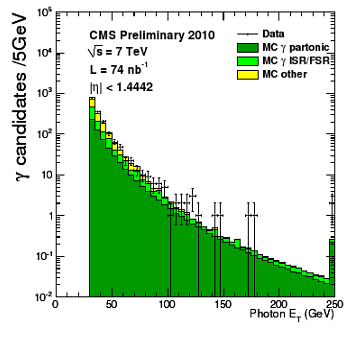 CMS Preliminary 2010
√s = 7 TeV
L = 74 nb⁻¹
|η| < 1.4442
Data
MC γ partonic
MC γ ISR/FSR
MC other
γ candidates /5GeV
10⁵
10⁴
10³
10²
10
1
10⁻¹
10⁻²
0 50 100 150 200 250
Photon E_T (GeV)